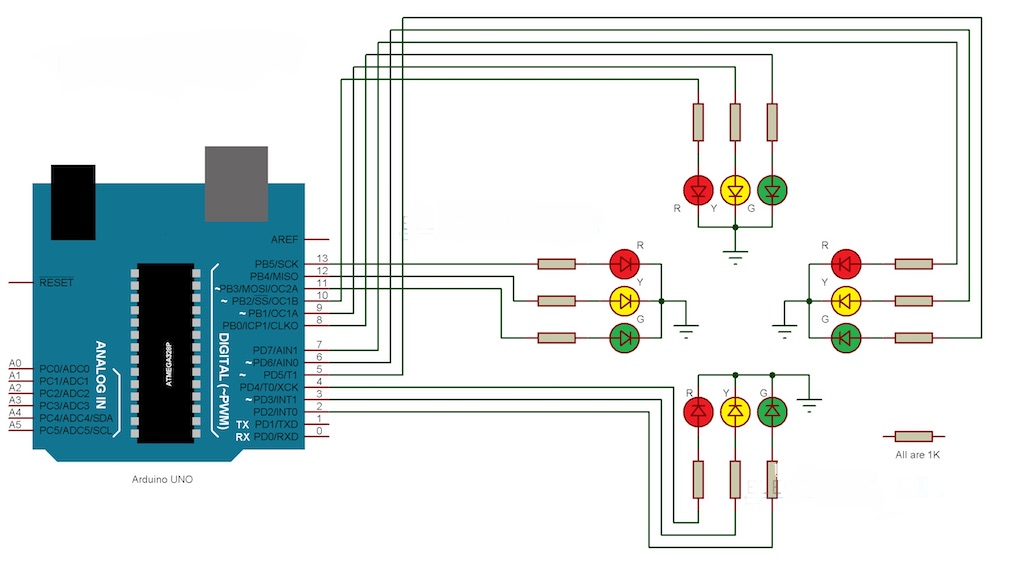 AREF
RESET
PB5/SCK 13
PB4/MISO 12
~PB3/MOSI/OC2A 11
~ PB2/SS/OC1B 10
~ PB1/OC1A 9
PB0/ICP1/CLKO 8
PD7/AIN1 7
~ PD6/AIN0 6
~ PD5/T1 5
PD4/T0/XCK 4
~ PD3/INT1 3
PD2/INT0 2
TX PD1/TXD 1
RX PD0/RXD 0
DIGITAL (~PWM)
ATMEGA328P
ANALOG IN
A0 PC0/ADC0
A1 PC1/ADC1
A2 PC2/ADC2
A3 PC3/ADC3
A4 PC4/ADC4/SDA
A5 PC5/ADC5/SCL
Arduino UNO
R Y G
R
Y
G
R
Y
G
R Y G
All are 1K